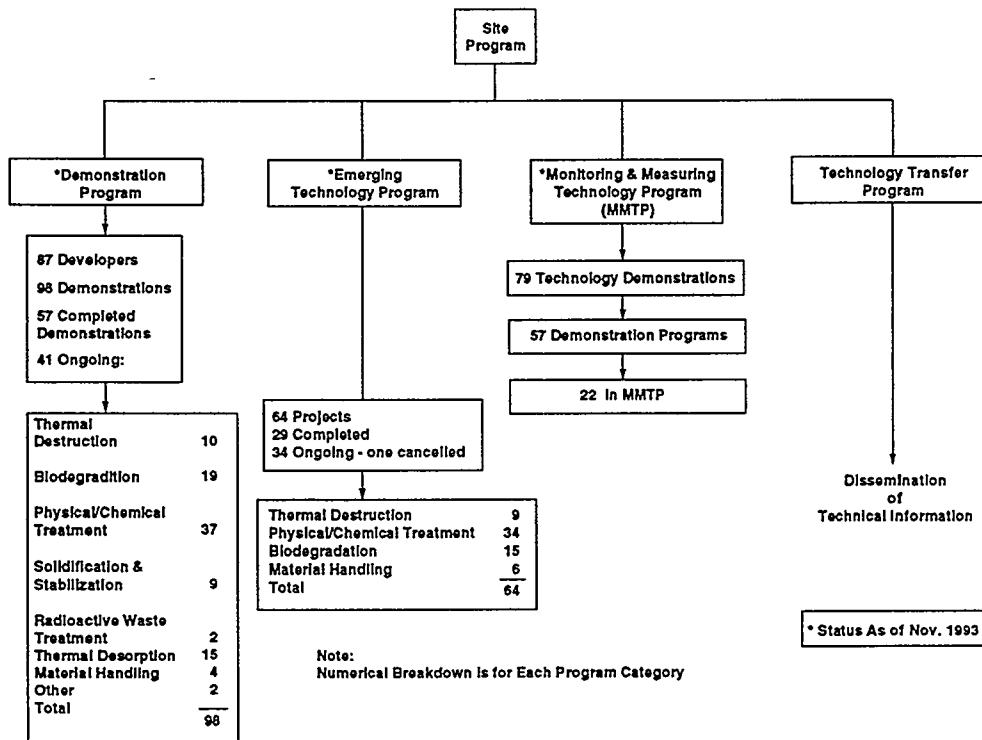 Site
Program
*Demonstration
Program
87 Developers
98 Demonstrations
57 Completed
Demonstrations
41 Ongoing:
Thermal
Destruction 10
Biodegradition 19
Physical/Chemical
Treatment 37
Solidification &
Stabilization 9
Radioactive Waste
Treatment 2
Thermal Desorption 15
Material Handling 4
Other 2
Total 98
*Emerging
Technology Program
64 Projects
29 Completed
34 Ongoing - one cancelled
Thermal Destruction 9
Physical/Chemical Treatment 34
Biodegradation 15
Material Handling 6
Total 64
*Monitoring & Measuring
Technology Program
(MMTP)
79 Technology Demonstrations
57 Demonstration Programs
22 In MMTP
Technology Transfer
Program
Dissemination
of
Technical Information
* Status As of Nov. 1993
Note:
Numerical Breakdown is for Each Program Category